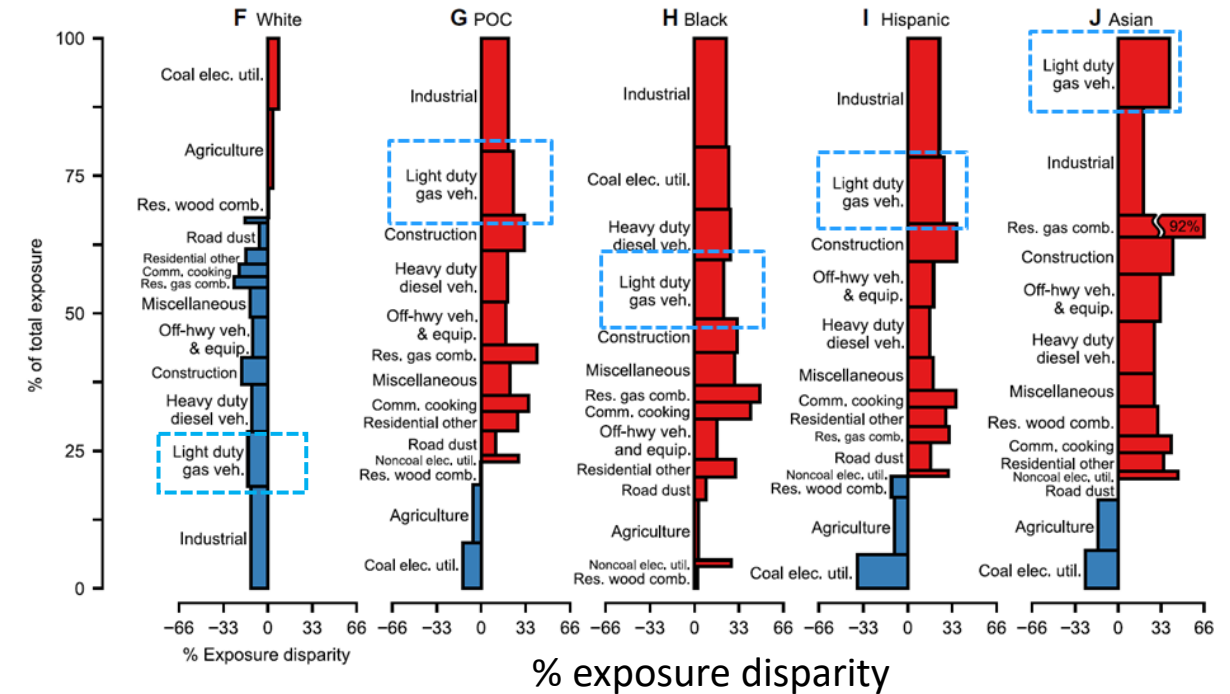 F White
G POC
H Black
I Hispanic
J Asian
% of total exposure
100
75
50
25
0
Coal elec. util.
Agriculture
Res. wood comb.
Road dust
Residential other
Comm. cooking
Res. gas comb.
Miscellaneous
Off-hwy veh.
& equip.
Construction
Heavy duty
diesel veh.
Light duty
gas veh.
Industrial
−66 −33 0 33 66
% Exposure disparity
Industrial
Light duty
gas veh.
Construction
Heavy duty
diesel veh.
Off-hwy veh.
& equip.
Res. gas comb.
Miscellaneous
Comm. cooking
Residential other
Road dust
Noncoal elec. util.
Res. wood comb.
Agriculture
Coal elec. util.
−66 −33 0 33 66
Industrial
Coal elec. util.
Heavy duty
diesel veh.
Light duty
gas veh.
Construction
Miscellaneous
Res. gas comb.
Comm. cooking
Off-hwy veh.
and equip.
Residential other
Road dust
Agriculture
Noncoal elec. util.
Res. wood comb.
−66 −33 0 33 66
Industrial
Light duty
gas veh.
Construction
Off-hwy veh.
& equip.
Heavy duty
diesel veh.
Miscellaneous
Comm. cooking
Residential other
Res. gas comb.
Road dust
Noncoal elec. util.
Res. wood comb.
Agriculture
Coal elec. util.
−66 −33 0 33 66
Light duty
gas veh.
Industrial
Res. gas comb.
92%
Construction
Off-hwy veh.
& equip.
Heavy duty
diesel veh.
Miscellaneous
Res. wood comb.
Comm. cooking
Residential other
Noncoal elec. util.
Road dust
Agriculture
Coal elec. util.
−66 −33 0 33 66
% exposure disparity